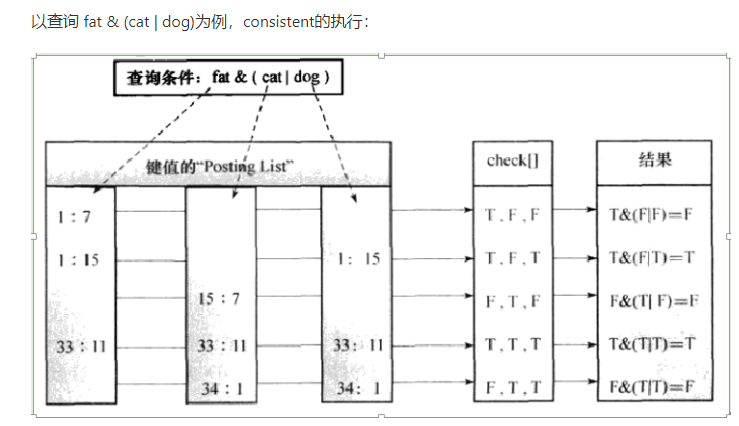 以查询 fat & (cat | dog)为例，consistent的执行：
查询条件：fat & ( cat | dog )
键值的“Posting List” check[] 结果
1 : 7 T , F , F T&(F|F)=F
1 : 15 1 : 15 T , F , T T&(F|T)=T
15 : 7 F , T , F F&(T| F)=F
33 : 11 33 : 11 33 : 11 T , T , T T&(T|T)=T
34 : 1 34 : 1 F , T , T F&(T|T)=F